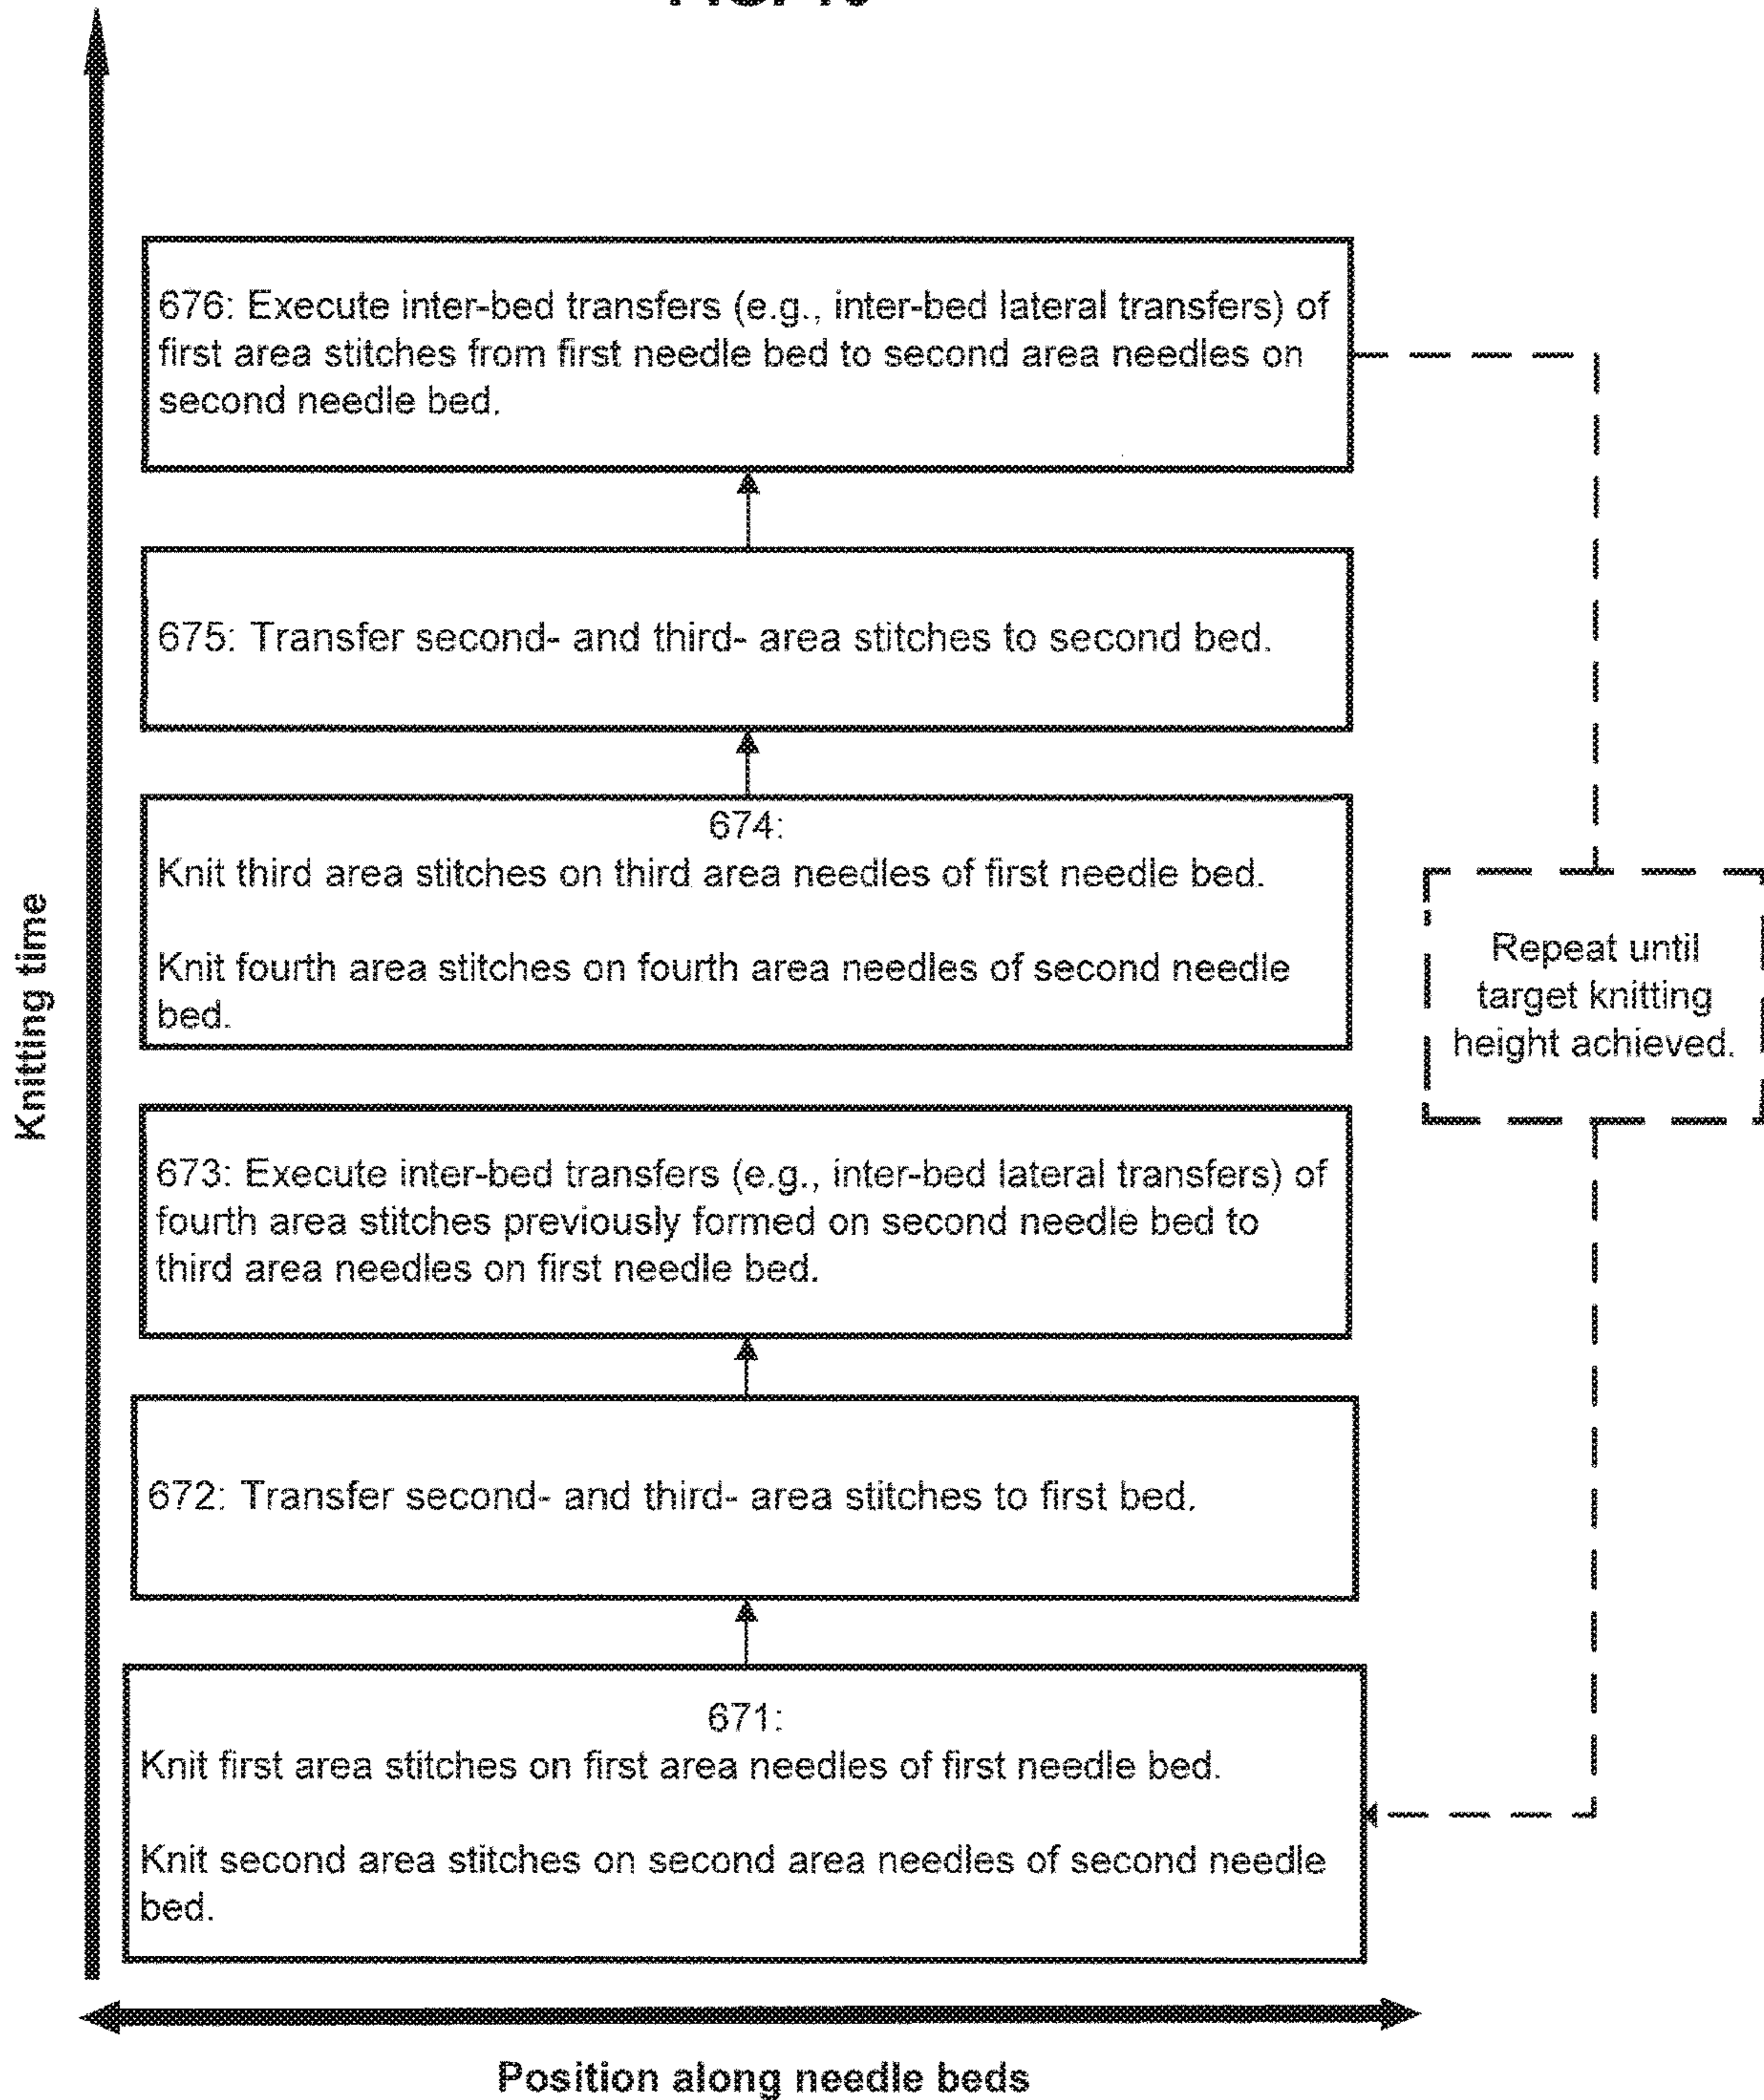 676: Execute inter-bed transfers (e.g., inter-bed lateral transfers) of
first area stitches from first needle bed to second area needles on
second needle bed.
675: Transfer second- and third- area stitches to second bed.
674:
Knit third area stitches on third area needles of first needle bed.
Knit fourth area stitches on fourth area needles of second needle
bed.
Knitting time
Repeat until
target knitting
height achieved.
673: Execute inter-bed transfers (e.g., inter-bed lateral transfers) of
fourth area stitches previously formed on second needle bed to
third area needles on first needle bed.
672: Transfer second- and third- area stitches to first bed.
671:
Knit first area stitches on first area needles of first needle bed.
Knit second area stitches on second area needles of second needle
bed.
Position along needle beds